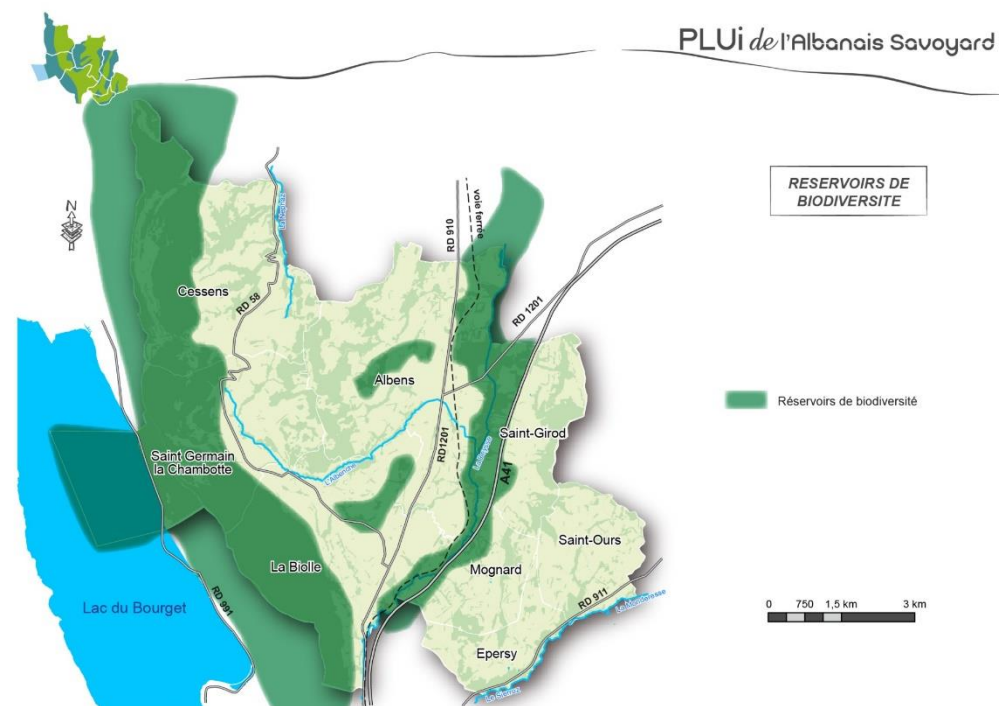 PLUi de l'Albanais Savoyard
RESERVOIRS DE
BIODIVERSITE
N
voie ferrée
RD 910
Cessens
RD 58
RD 1201
Albens
Saint-Girod
RD1201
Saint Germain
la Chambotte
L'Albenche
A41
Saint-Ours
La Biolle
Mognard
RD 991
Lac du Bourget
RD 911
Epersy
Réservoirs de biodiversité
0 750 1,5 km 3 km